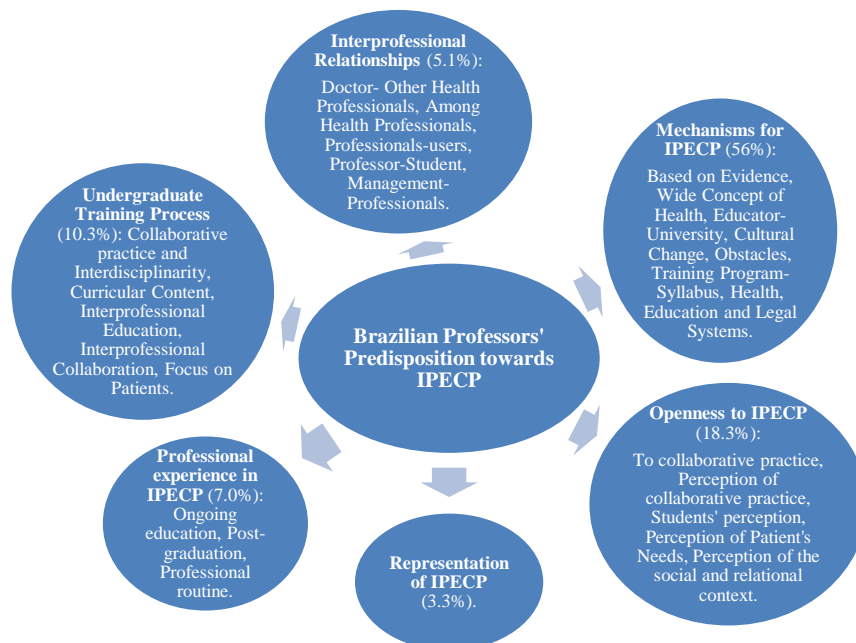 Interprofessional
Relationships (5.1%):
Doctor- Other Health
Professionals, Among
Health Professionals,
Professionals-users,
Professor-Student,
Management-
Professionals.
Mechanisms for
IPECP (56%):
Based on Evidence,
Wide Concept of
Health, Educator-
University, Cultural
Change, Obstacles,
Training Program-
Syllabus, Health,
Education and Legal
Systems.
Undergraduate
Training Process
(10.3%): Collaborative
practice and
Interdisciplinarity,
Curricular Content,
Interprofessional
Education,
Interprofessional
Collaboration, Focus on
Patients.
Brazilian Professors'
Predisposition towards
IPECP
Openness to IPECP
(18.3%):
To collaborative practice,
Perception of
collaborative practice,
Students' perception,
Perception of Patient's
Needs, Perception of the
social and relational
context.
Professional
experience in
IPECP (7.0%):
Ongoing
education, Post-
graduation,
Professional
routine.
Representation
of IPECP
(3.3%).